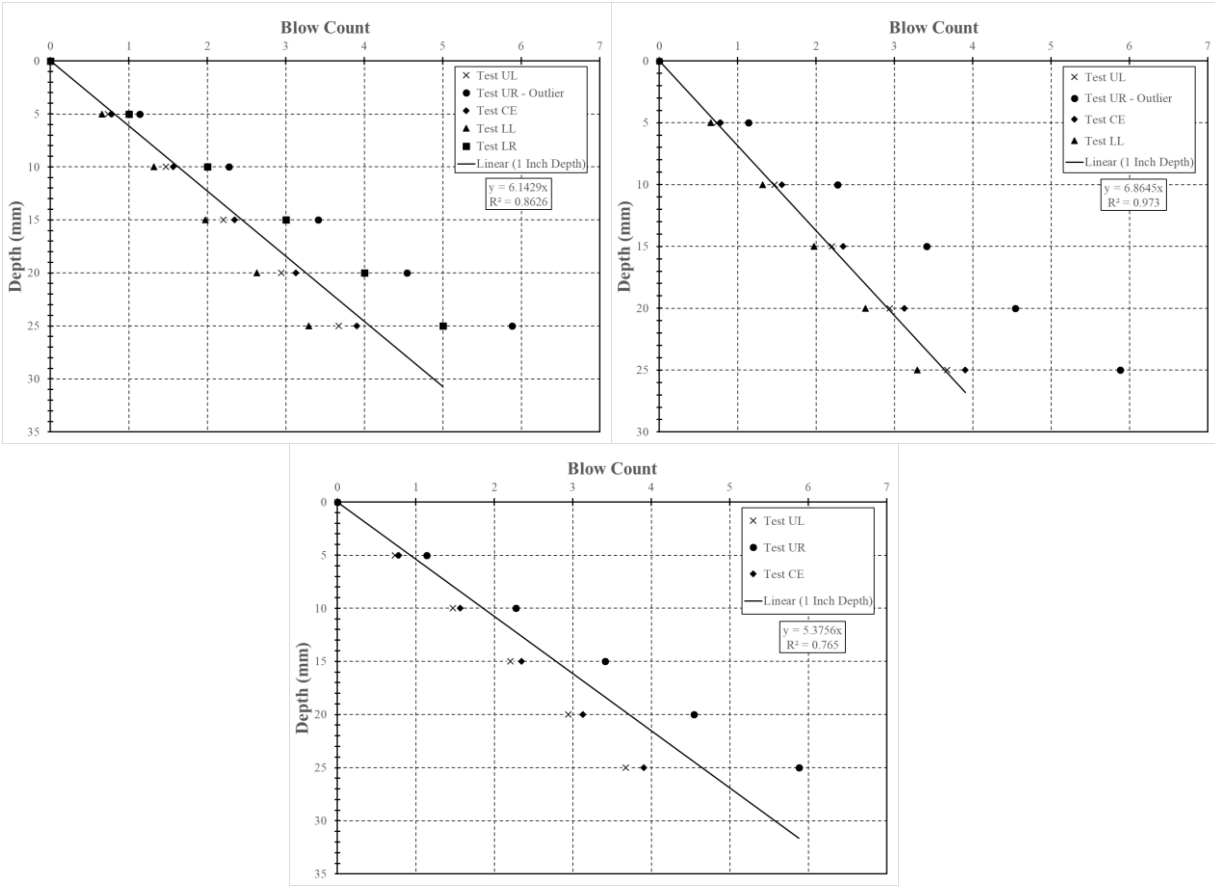 Blow Count
0 1 2 3 4 5 6 7
0
5
10
15
20
25
30
35
Depth (mm)
Test UL
Test UR - Outlier
Test CE
Test LL
Test LR
Linear (1 Inch Depth)
y = 6.1429x
R² = 0.8626
Blow Count
0 1 2 3 4 5 6 7
0
5
10
15
20
25
30
Depth (mm)
Test UL
Test UR - Outlier
Test CE
Test LL
Linear (1 Inch Depth)
y = 6.8645x
R² = 0.973
Blow Count
0 1 2 3 4 5 6 7
0
5
10
15
20
25
30
35
Depth (mm)
Test UL
Test UR
Test CE
Linear (1 Inch Depth)
y = 5.3756x
R² = 0.765